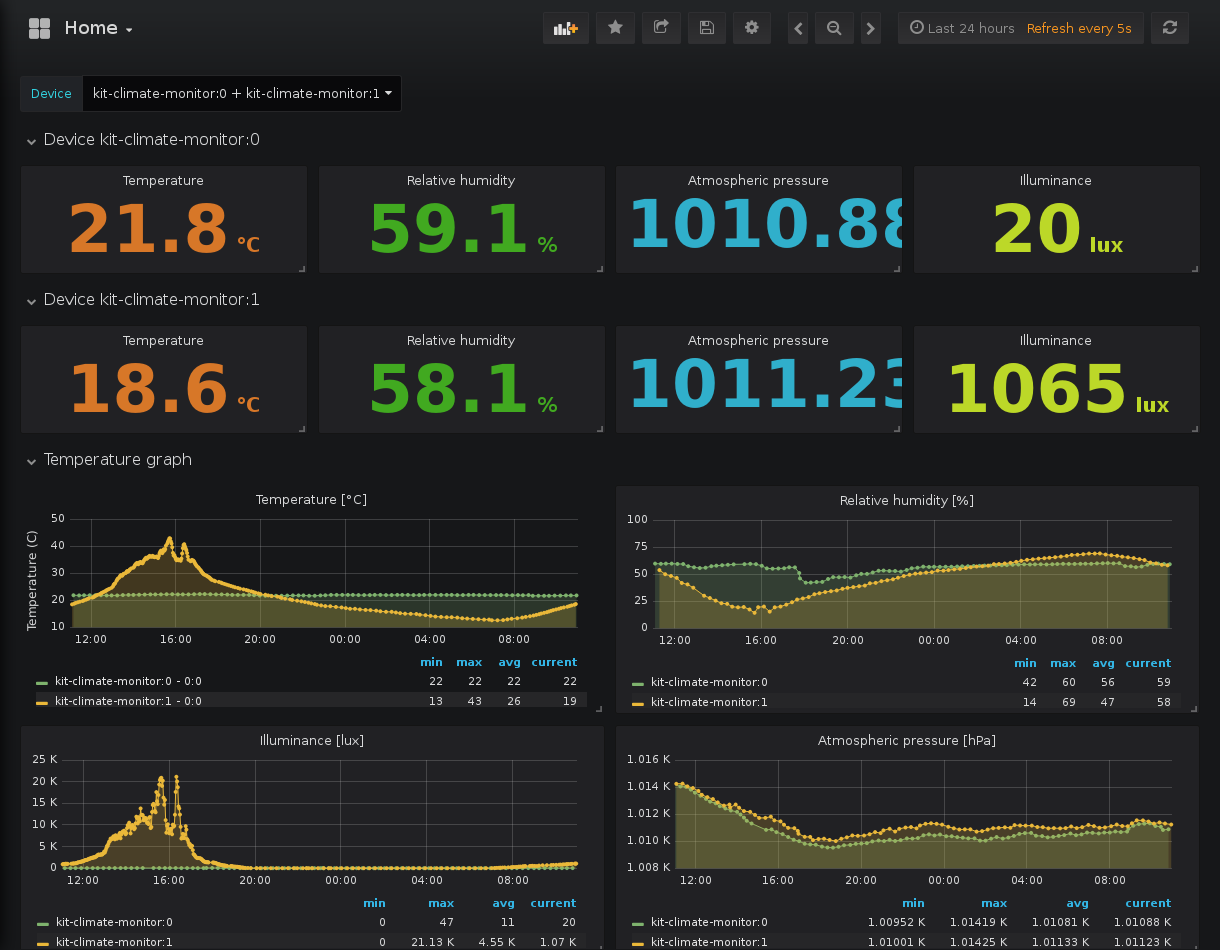 Home
Last 24 hours Refresh every 5s
Device kit-climate-monitor:0 + kit-climate-monitor:1
Device kit-climate-monitor:0
Temperature Relative humidity Atmospheric pressure Illuminance
21.8 °C 59.1 % 1010.88 20 lux
Device kit-climate-monitor:1
Temperature Relative humidity Atmospheric pressure Illuminance
18.6 °C 58.1 % 1011.23 1065 lux
Temperature graph
Temperature [°C]
Temperature (C)
50
40
30
20
10
12:00 16:00 20:00 00:00 04:00 08:00
min max avg current
kit-climate-monitor:0 - 0:0 22 22 22 22
kit-climate-monitor:1 - 0:0 13 43 26 19
Relative humidity [%]
100
75
50
25
0
12:00 16:00 20:00 00:00 04:00 08:00
min max avg current
kit-climate-monitor:0 42 60 56 59
kit-climate-monitor:1 14 69 47 58
Illuminance [lux]
25 K
20 K
15 K
10 K
5 K
0
12:00 16:00 20:00 00:00 04:00 08:00
min max avg current
kit-climate-monitor:0 0 47 11 20
kit-climate-monitor:1 0 21.13 K 4.55 K 1.07 K
Atmospheric pressure [hPa]
1.016 K
1.014 K
1.012 K
1.010 K
1.008 K
12:00 16:00 20:00 00:00 04:00 08:00
min max avg current
kit-climate-monitor:0 1.00952 K 1.01419 K 1.01081 K 1.01088 K
kit-climate-monitor:1 1.01001 K 1.01425 K 1.01133 K 1.01123 K